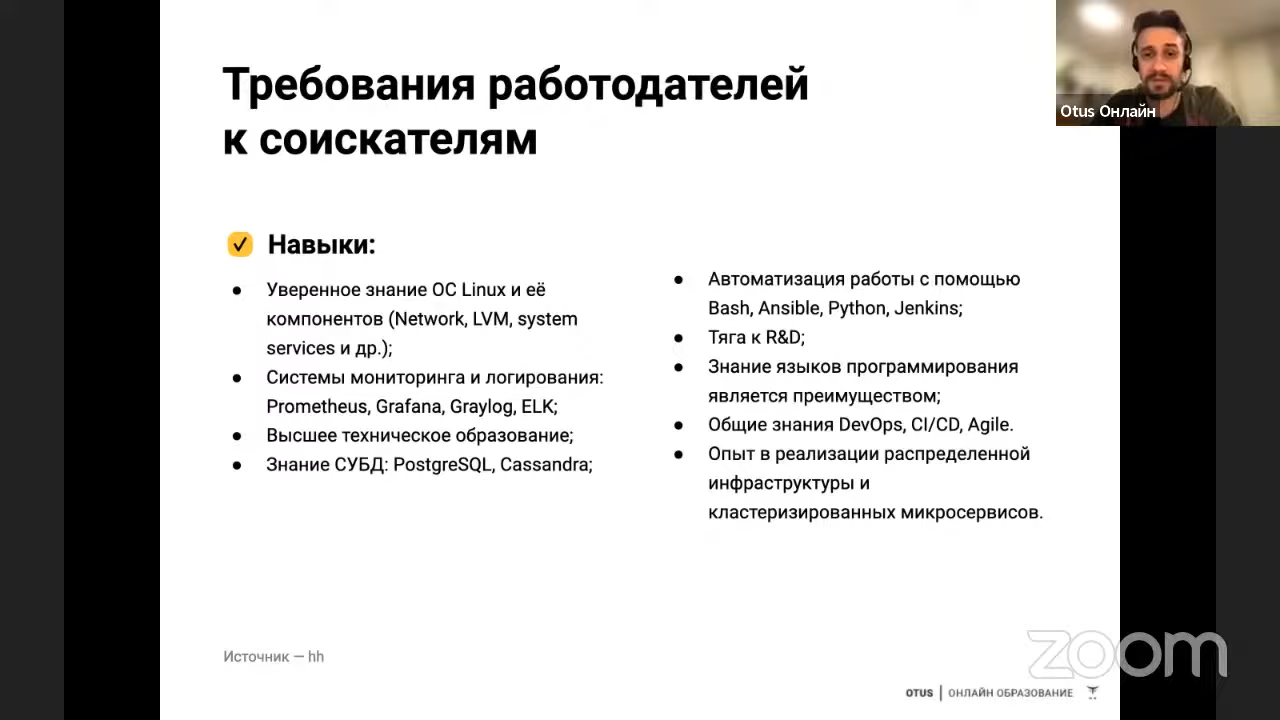 Требования работодателей
к соискателям
Otus Онлайн
Навыки:
● Уверенное знание ОС Linux и её
компонентов (Network, LVM, system
services и др.);
● Системы мониторинга и логирования:
Prometheus, Grafana, Graylog, ELK;
● Высшее техническое образование;
● Знание СУБД: PostgreSQL, Cassandra;
● Автоматизация работы с помощью
Bash, Ansible, Python, Jenkins;
● Тяга к R&D;
● Знание языков программирования
является преимуществом;
● Общие знания DevOps, CI/CD, Agile.
● Опыт в реализации распределенной
инфраструктуры и
кластеризированных микросервисов.
Источник — hh
zoom
OTUS | ОНЛАЙН ОБРАЗОВАНИЕ